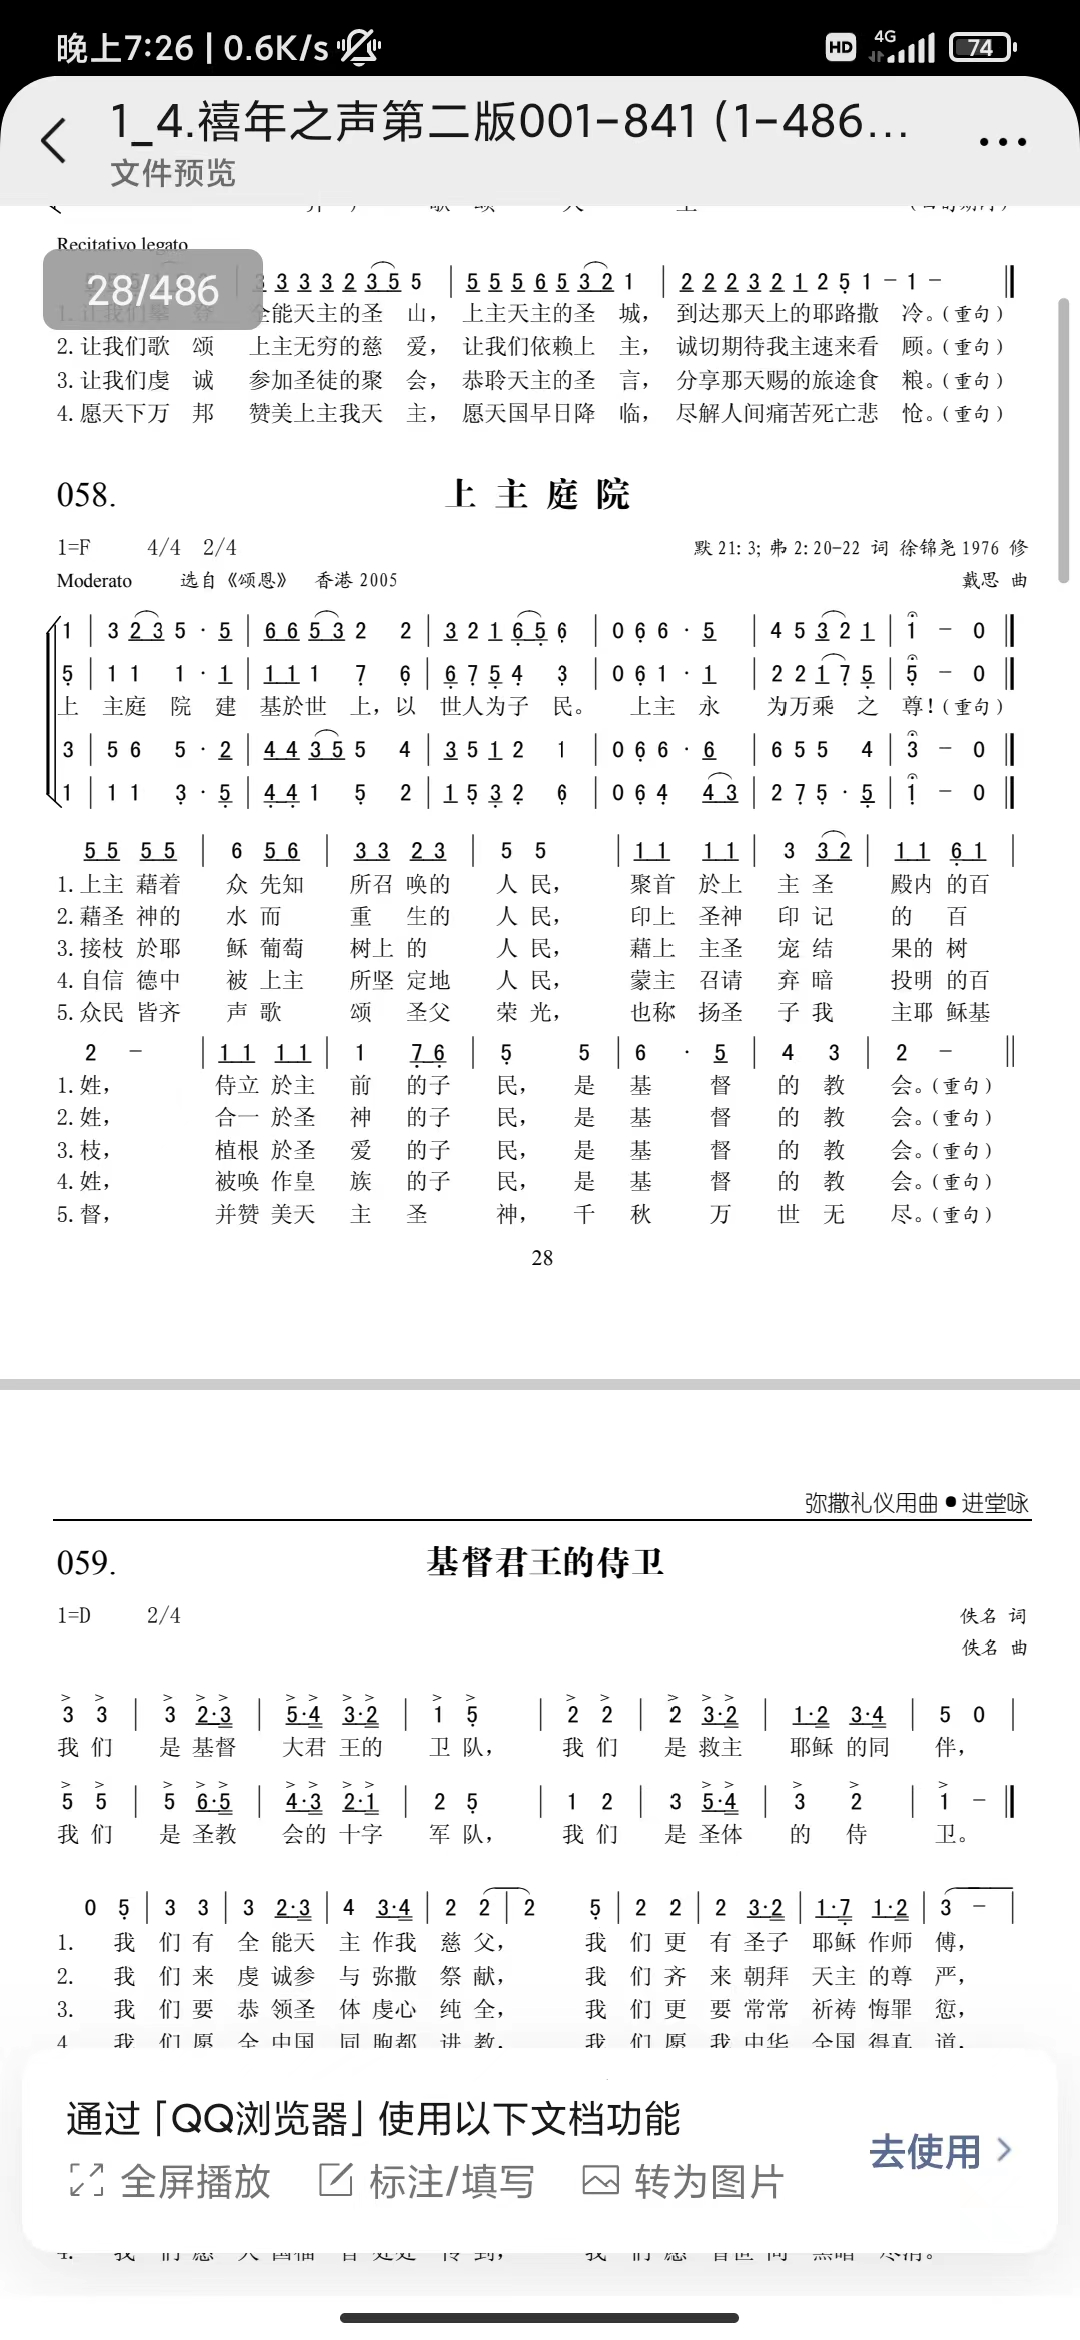 晚上7:26 | 0.6K/s HD 4G 74
1_4.禧年之声第二版001-841 (1-486...
文件预览
Recitativo legato
28/486
3 3 3 3 2 3 5 5 | 5 5 5 6 5 3 2 1 | 2 2 2 3 2 1 2 5 1 - 1 -
全能天主的圣 山, 上主天主的圣 城, 到达那天上的耶路撒 冷。(重句)
2.让我们歌 颂 上主无穷的慈 爱, 让我们依赖上 主, 诚切期待我主速来看 顾。(重句)
3.让我们虔 诚 参加圣徒的聚 会, 恭聆天主的圣 言, 分享那天赐的旅途食 粮。(重句)
4.愿天下万 邦 赞美上主我天 主, 愿天国早日降 临, 尽解人间痛苦死亡悲 怆。(重句)
058. 上主庭院
1=F 4/4 2/4 默 21:3; 弗 2:20-22 词 徐锦尧 1976 修
Moderato 选自《颂恩》 香港 2005 戴思 曲
1 | 3 2 3 5 · 5 | 6 6 5 3 2 2 | 3 2 1 6 5 6 | 0 6 6 · 5 | 4 5 3 2 1 | 1 - 0
5 | 1 1 1 · 1 | 1 1 1 7 6 | 6 7 5 4 3 | 0 6 1 · 1 | 2 2 1 7 5 | 5 - 0
上 主庭 院 建 基於世 上,以 世人为子 民。 上主 永 为万乘 之 尊!(重句)
3 | 5 6 5 · 2 | 4 4 3 5 5 4 | 3 5 1 2 1 | 0 6 6 · 6 | 6 5 5 4 | 3 - 0
1 | 1 1 3 · 5 | 4 4 1 5 2 | 1 5 3 2 6 | 0 6 4 4 3 | 2 7 5 · 5 | 1 - 0
5 5 5 5 | 6 5 6 | 3 3 2 3 | 5 5 | 1 1 1 1 | 3 3 2 | 1 1 6 1 |
1.上主 藉着 众 先知 所召 唤的 人 民, 聚首 於上 主 圣 殿内 的百
2.藉圣 神的 水 而 重 生的 人 民, 印上 圣神 印 记 的 百
3.接枝 於耶 稣 葡萄 树上 的 人 民, 藉上 主圣 宠 结 果的 树
4.自信 德中 被 上主 所坚 定地 人 民, 蒙主 召请 弃 暗 投明 的百
5.众民 皆齐 声 歌 颂 圣父 荣 光, 也称 扬圣 子 我 主耶 稣基
2 - | 1 1 1 1 | 1 7 6 | 5 5 | 6 · 5 | 4 3 | 2 - ||
1.姓, 侍立 於主 前 的子 民, 是 基 督 的 教 会。(重句)
2.姓, 合一 於圣 神 的子 民, 是 基 督 的 教 会。(重句)
3.枝, 植根 於圣 爱 的子 民, 是 基 督 的 教 会。(重句)
4.姓, 被唤 作皇 族 的子 民, 是 基 督 的 教 会。(重句)
5.督, 并赞 美天 主 圣 神, 千 秋 万 世 无 尽。(重句)
28
弥撒礼仪用曲●进堂咏
059. 基督君王的侍卫
1=D 2/4 佚名 词
佚名 曲
3 3 | 3 2·3 | 5·4 3·2 | 1 5 | 2 2 | 2 3·2 | 1·2 3·4 | 5 0 |
我 们 是 基督 大君 王的 卫 队, 我 们 是 救主 耶稣 的同 伴,
5 5 | 5 6·5 | 4·3 2·1 | 2 5 | 1 2 | 3 5·4 | 3 2 | 1 -
我 们 是 圣教 会的 十字 军 队, 我 们 是 圣体 的 侍 卫。
0 5 | 3 3 | 3 2·3 | 4 3·4 | 2 2 | 2 5 | 2 2 | 2 3·2 | 1·7 1·2 | 3 - |
1. 我 们 有 全 能天 主 作我 慈 父, 我 们 更 有 圣子 耶稣 作师 傅,
2. 我 们 来 虔 诚参 与 弥撒 祭 献, 我 们 齐 来 朝拜 天主 的尊 严,
3. 我 们 要 恭 领圣 体 虔心 纯 全, 我 们 更 要 常常 祈祷 悔罪 愆,
4 我 们 愿 全 中国 同 胞都 进 教, 我 们 愿 我 中华 全国 得真 道,
通过「QQ浏览器」使用以下文档功能
去使用
全屏播放 标注/填写 转为图片